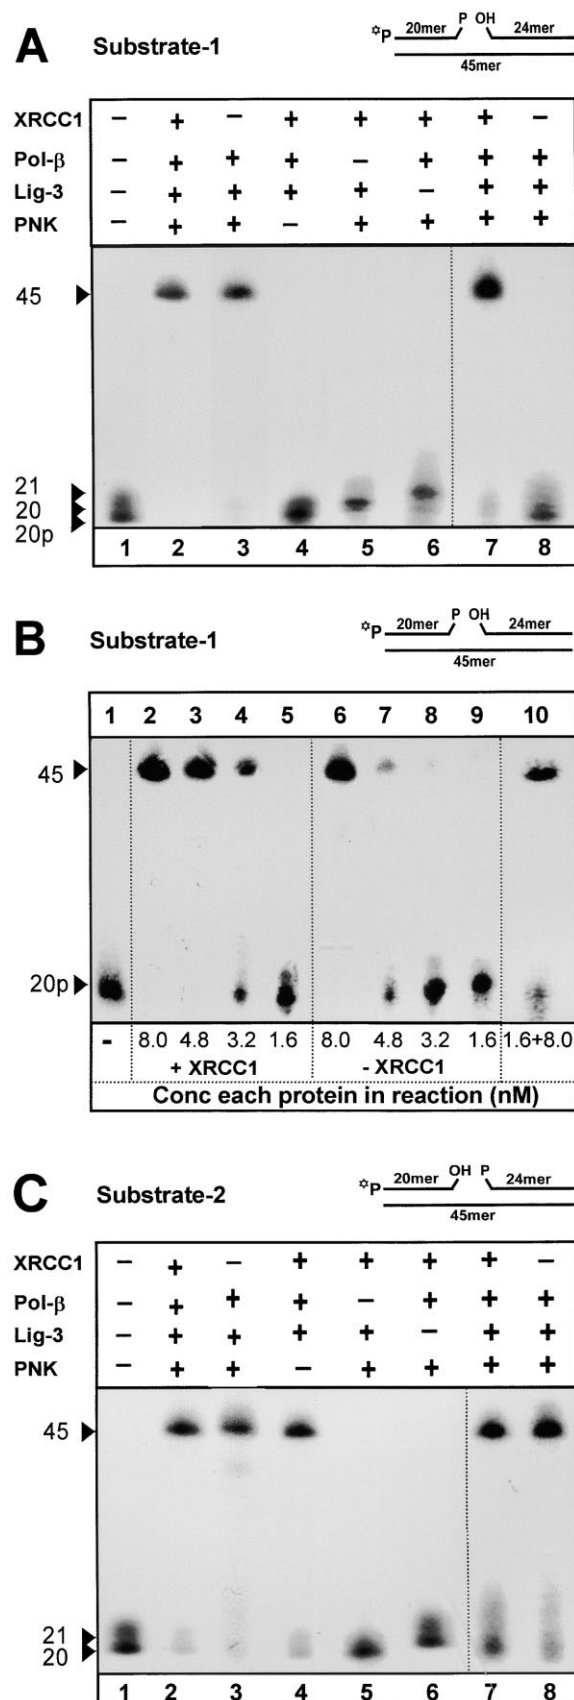 A Substrate-1
☆P 20mer P OH 24mer
45mer
XRCC1 − + − + + + + −
Pol-β − + + + − + + +
Lig-3 − + + + + − + +
PNK − + + − + + + +
45
21
20
20p
1 2 3 4 5 6 7 8
B Substrate-1
☆P 20mer P OH 24mer
45mer
1 2 3 4 5 6 7 8 9 10
45
20p
- 8.0 4.8 3.2 1.6 8.0 4.8 3.2 1.6 1.6+8.0
+ XRCC1 - XRCC1
Conc each protein in reaction (nM)
C Substrate-2
☆P 20mer OH P 24mer
45mer
XRCC1 − + − + + + + −
Pol-β − + + + − + + +
Lig-3 − + + + + − + +
PNK − + + − + + + +
45
21
20
1 2 3 4 5 6 7 8